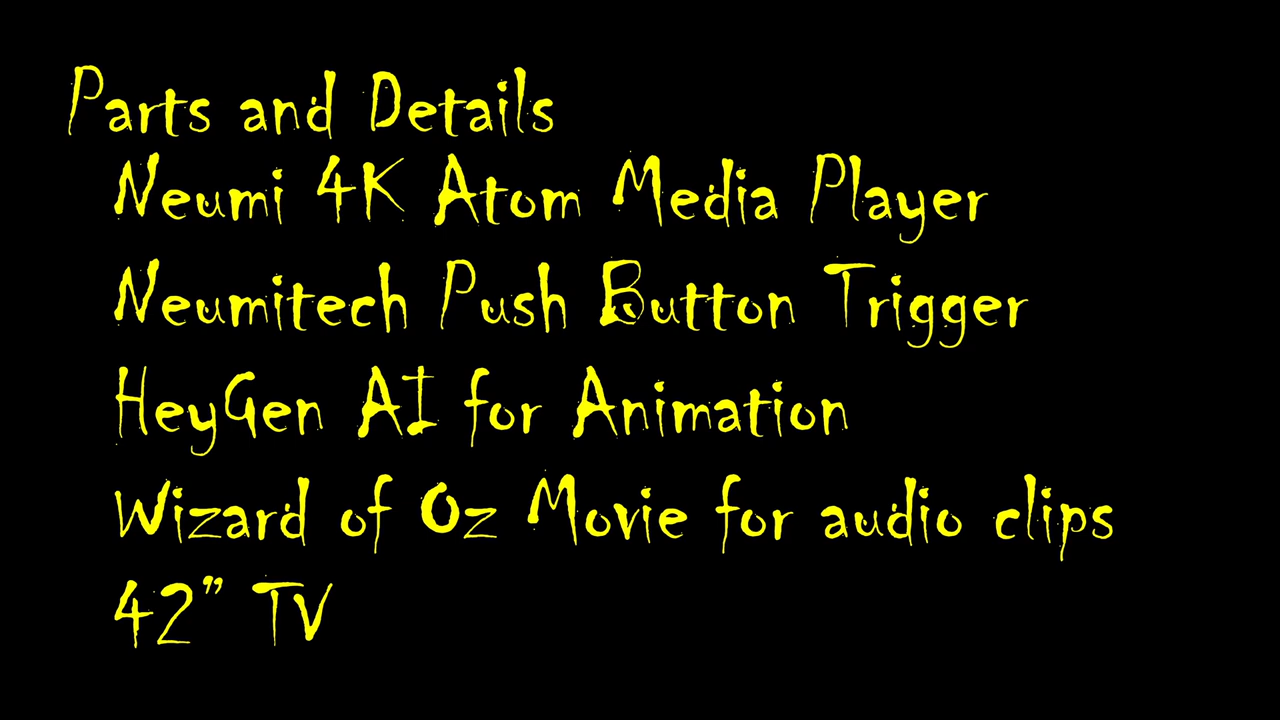 Parts and Details
Neumi 4K Atom Media Player
Neumitech Push Button Trigger
HeyGen AI for Animation
Wizard of Oz Movie for audio clips
42” TV